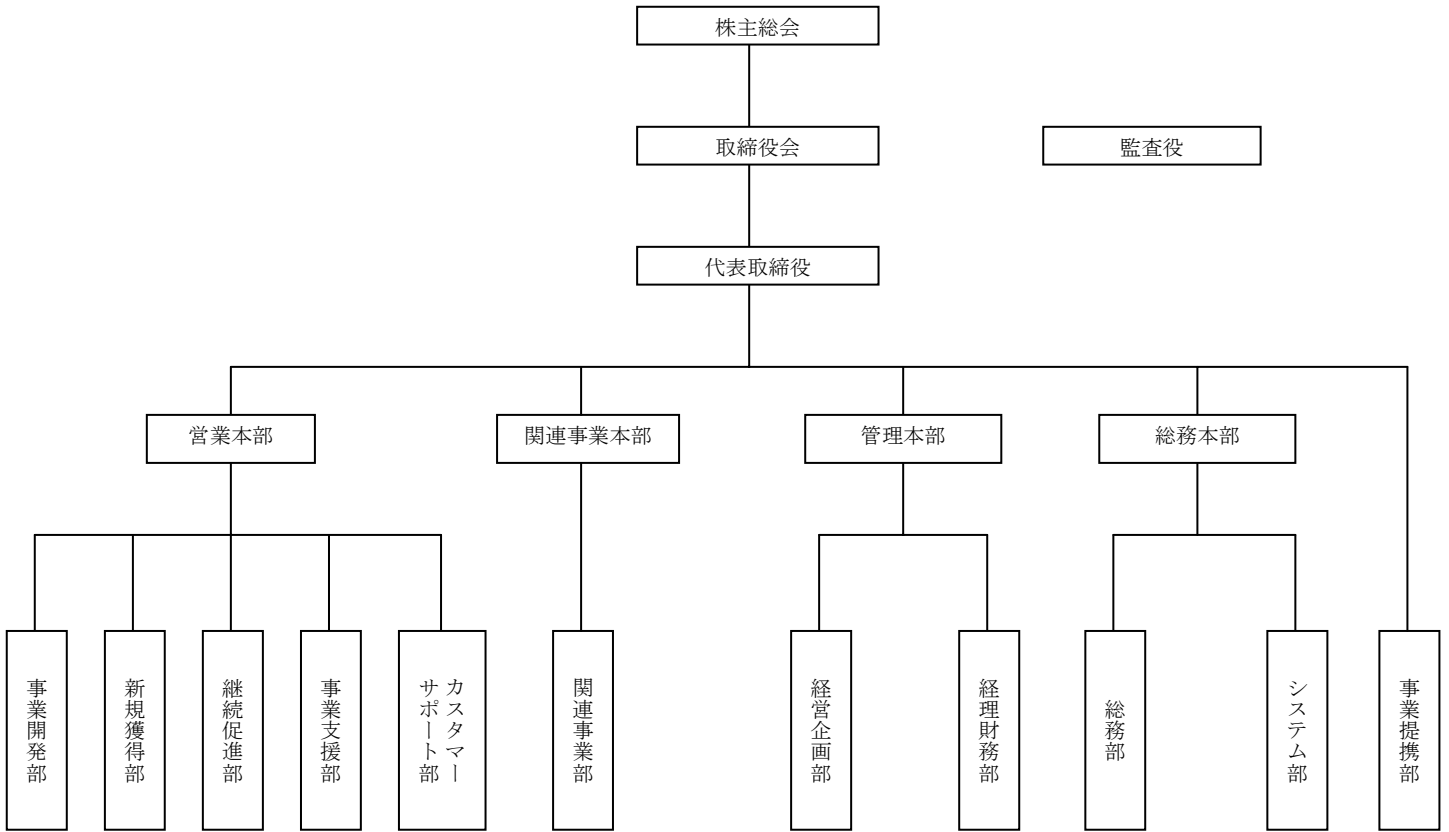 株主総会
取締役会
監査役
代表取締役
営業本部
関連事業本部
管理本部
総務本部
事業開発部
新規獲得部
継続促進部
事業支援部
カスタマー
サポート部
関連事業部
経営企画部
経理財務部
総務部
システム部
事業提携部